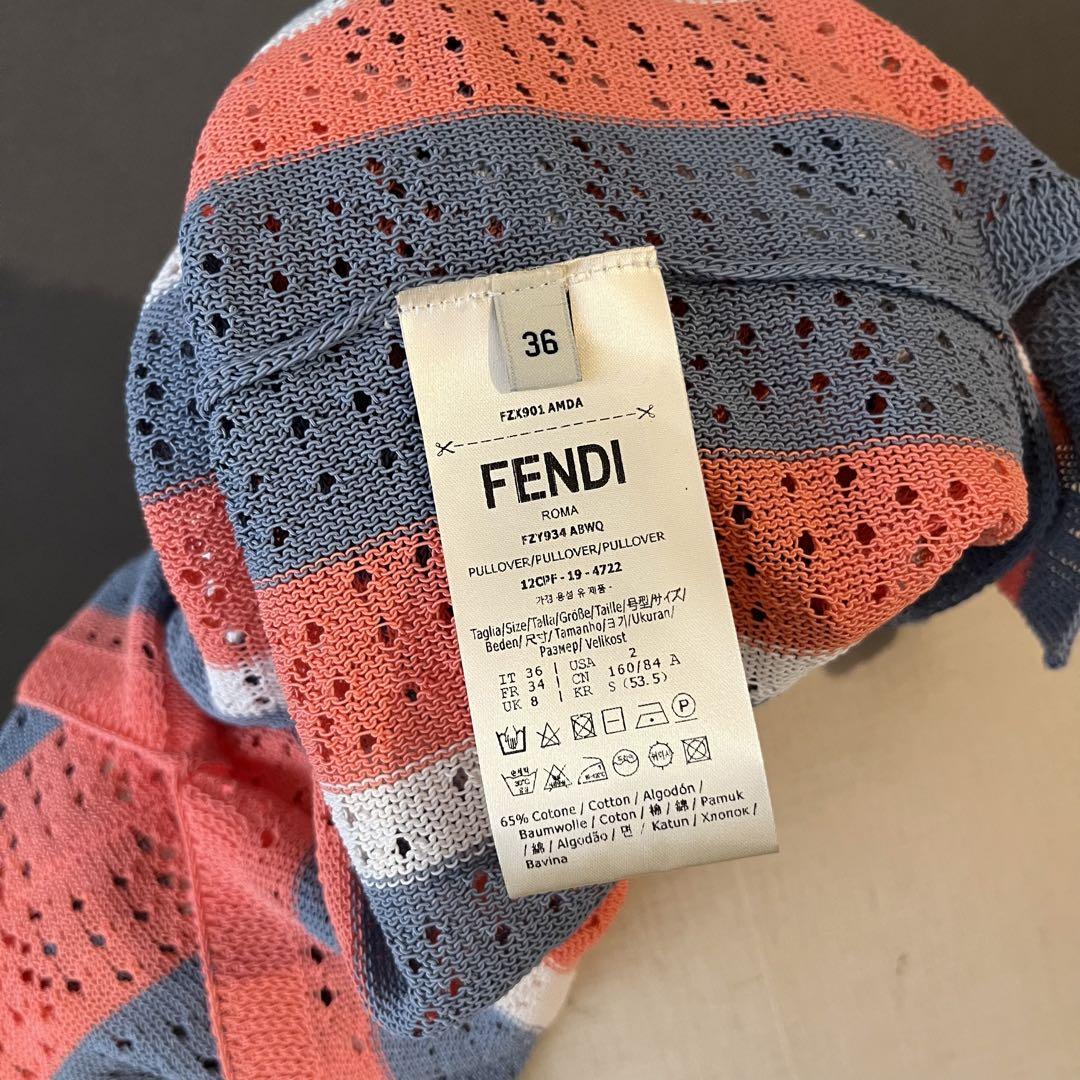 36
FZX901 AMDA
FENDI
ROMA
FZY934 ABWQ
PULLOVER/PULLOVER/PULLOVER
12CPF - 19 - 4722
가정 용 섬유 제품 -
Taglia/Size/Talla/Größe/Taille/号型/サイズ/
Beden/ 尺寸/ Tamanho/크기/Ukuran/
Размер/ Velikost
IT 36 | USA 2
FR 34 | CN 160/84 A
UK 8 | KR S (53.5)
P
65% Cotone / Cotton / Algodón /
Baumwolle / Coton / 棉 / 綿 / Pamuk
/ 綿 / Algodão / 면 / Katun / Хлопок /
Bavlna